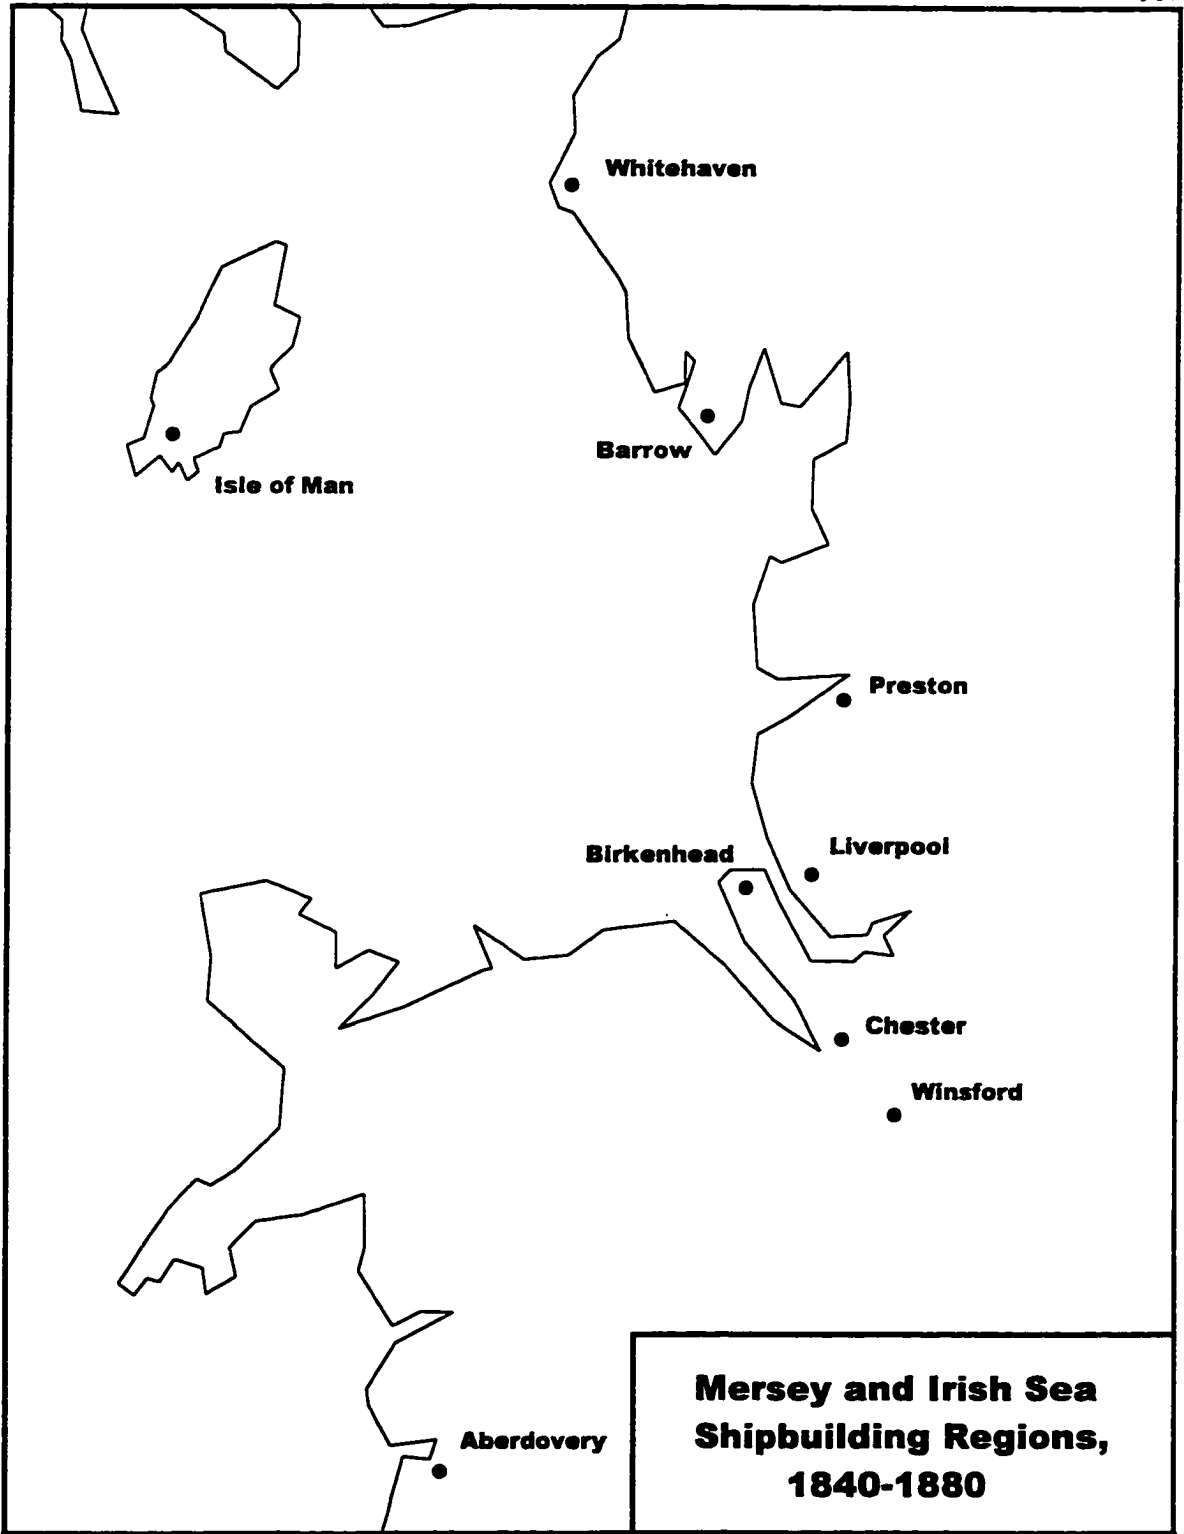 Whitehaven
Barrow
Isle of Man
Preston
Liverpool
Birkenhead
Chester
Winsford
Aberdovery
Mersey and Irish Sea
Shipbuilding Regions,
1840-1880